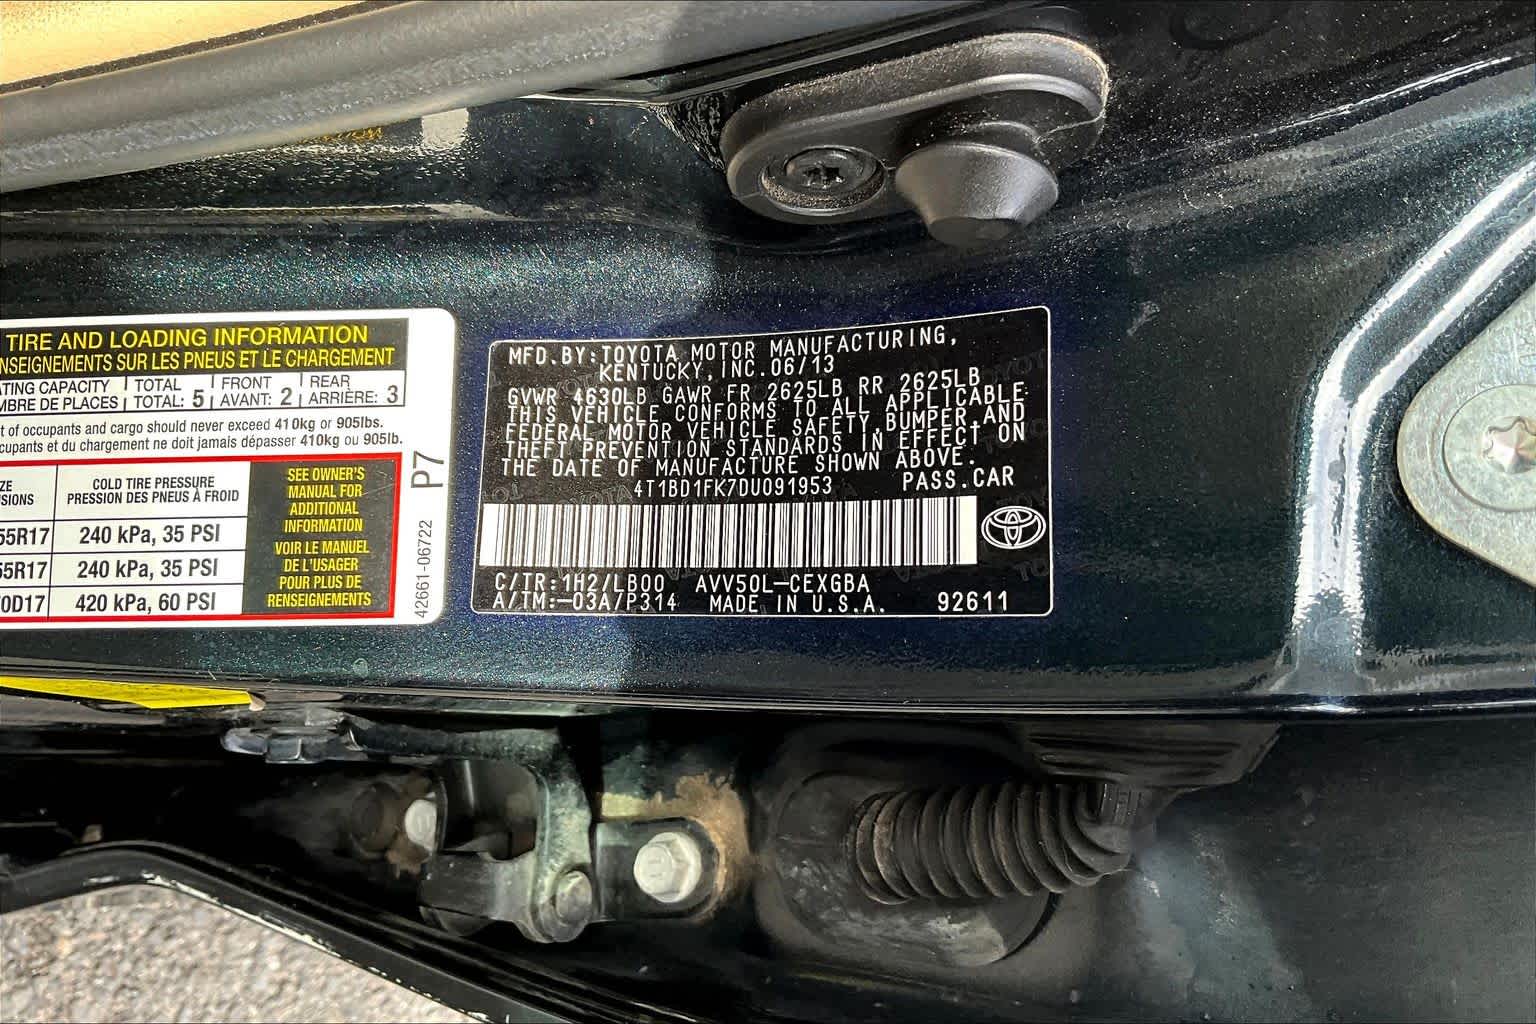 TIRE AND LOADING INFORMATION
NSEIGNEMENTS SUR LES PNEUS ET LE CHARGEMENT
ATING CAPACITY TOTAL FRONT REAR
MBRE DE PLACES TOTAL: 5 AVANT: 2 ARRIÈRE: 3
t of occupants and cargo should never exceed 410kg or 905lbs.
cupants et du chargement ne doit jamais dépasser 410kg ou 905lb.
ZE COLD TIRE PRESSURE
SIONS PRESSION DES PNEUS À FROID
55R17 240 kPa, 35 PSI
55R17 240 kPa, 35 PSI
0D17 420 kPa, 60 PSI
SEE OWNER'S
MANUAL FOR
ADDITIONAL
INFORMATION
VOIR LE MANUEL
DE L'USAGER
POUR PLUS DE
RENSEIGNEMENTS
P7
42661-06722
MFD.BY:TOYOTA MOTOR MANUFACTURING,
KENTUCKY, INC.06/13
GVWR 4630LB GAWR FR 2625LB RR 2625LB
THIS VEHICLE CONFORMS TO ALL APPLICABLE
FEDERAL MOTOR VEHICLE SAFETY,BUMPER,AND
THEFT PREVENTION STANDARDS IN EFFECT ON
THE DATE OF MANUFACTURE SHOWN ABOVE.
4T1BD1FK7DU091953 PASS.CAR
C/TR:1H2/LB00 AVV50L-CEXGBA
A/TM:-03A/P314 MADE IN U.S.A. 92611